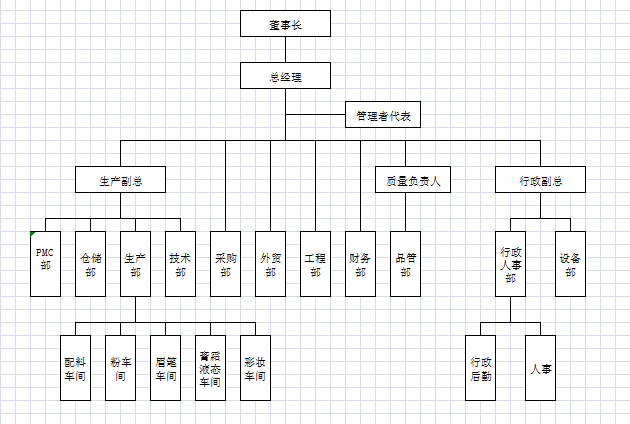 董事长
总经理
管理者代表
生产副总
质量负责人
行政副总
PMC
部
仓储
部
生产
部
技术
部
采购
部
外贸
部
工程
部
财务
部
品管
部
行政
人事
部
设备
部
配料
车间
粉车
间
眉笔
车间
膏霜
液态
车间
彩妆
车间
行政
后勤
人事